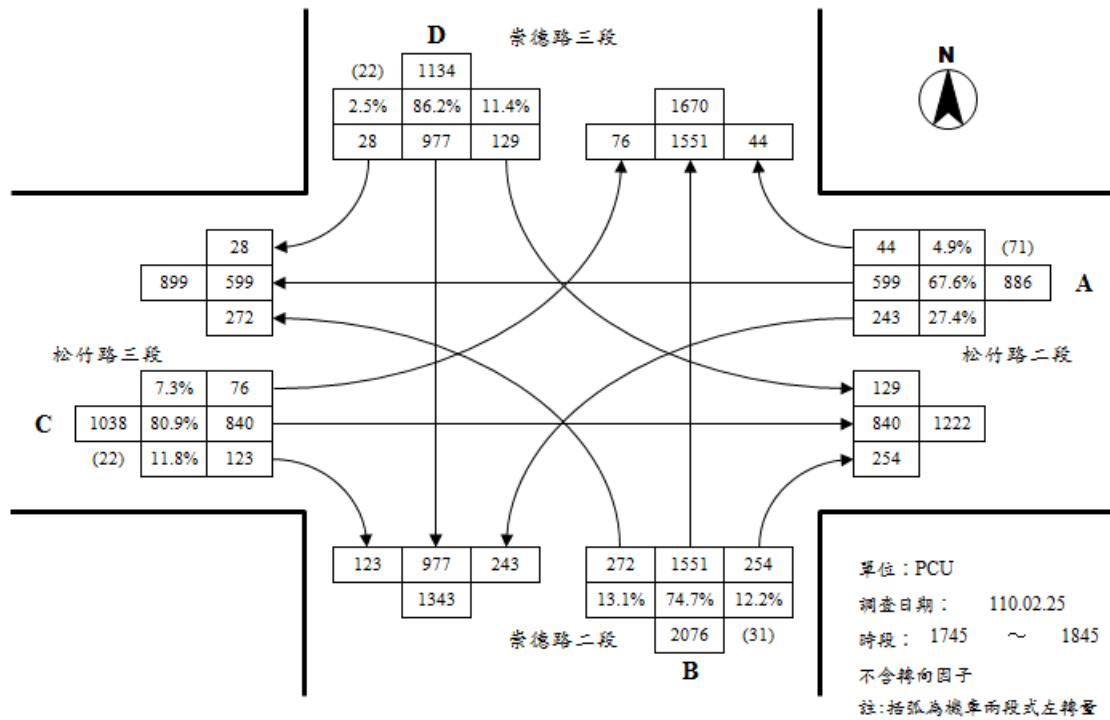 D 崇德路三段 N
(22) 1134
2.5% 86.2% 11.4% 1670
28 977 129 76 1551 44
28 44 4.9% (71)
899 599 599 67.6% 886 A
272 243 27.4%
松竹路三段 松竹路二段
7.3% 76 129
C 1038 80.9% 840 840 1222
(22) 11.8% 123 254
123 977 243 272 1551 254
1343 13.1% 74.7% 12.2%
崇德路二段 2076 (31)
B
單位：PCU
調查日期： 110.02.25
時段： 1745 ～ 1845
不含轉向因子
註:括弧為機車兩段式左轉量